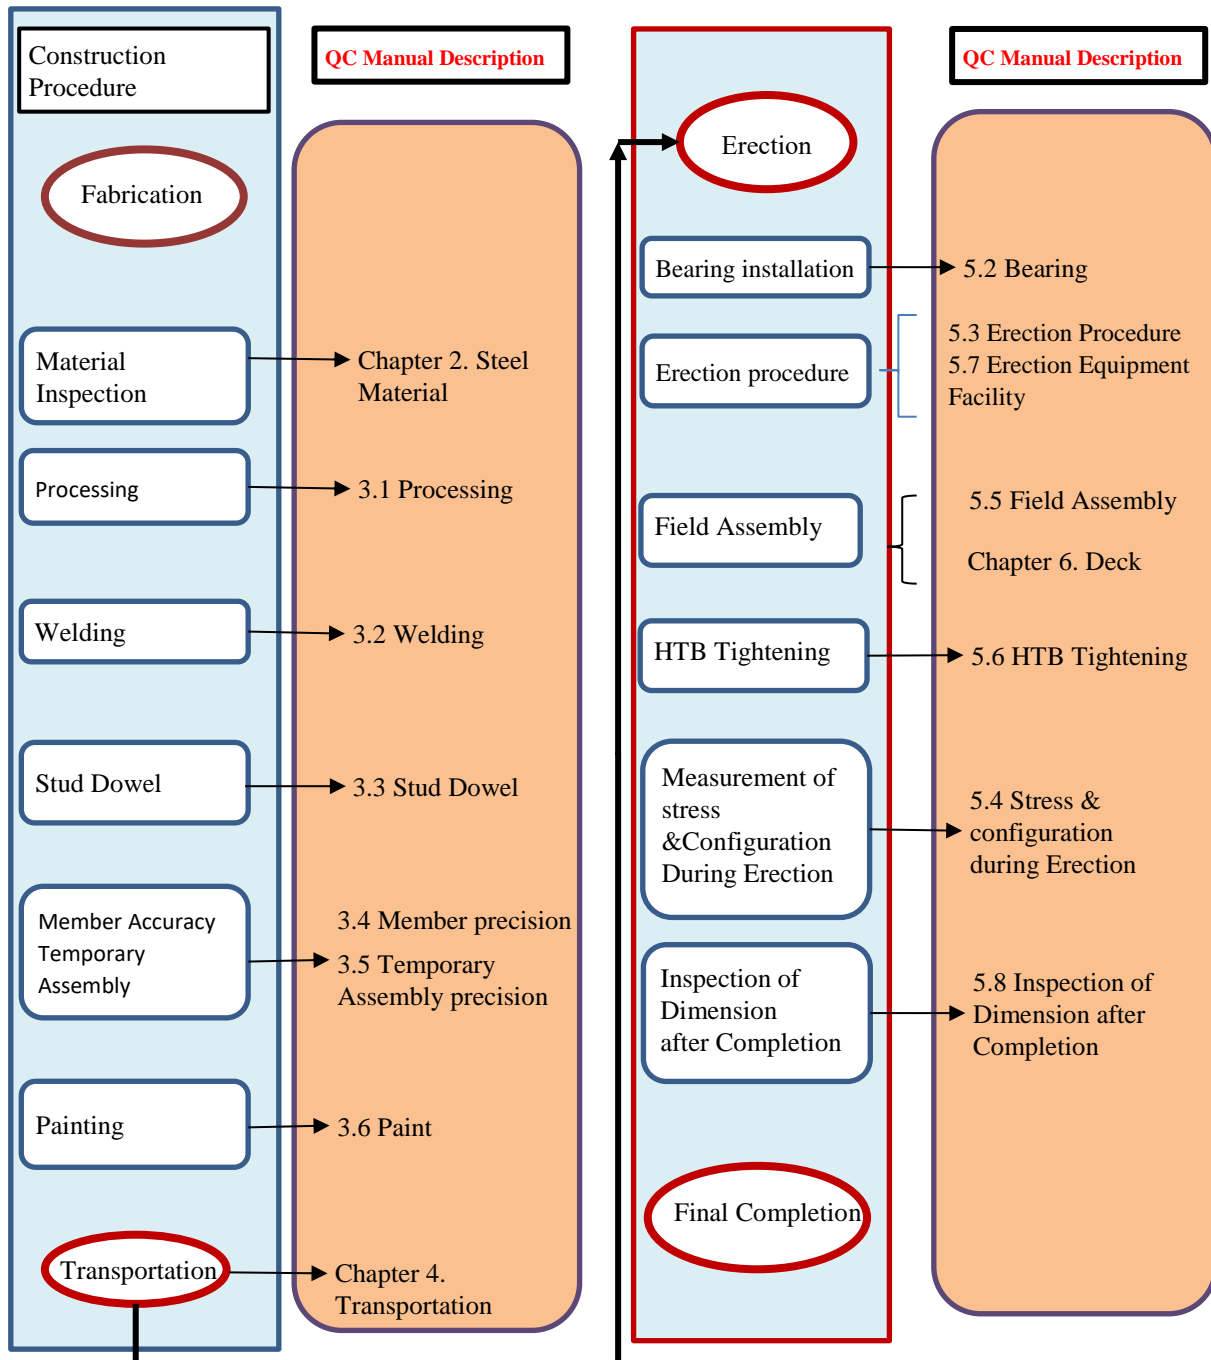 Construction
Procedure
QC Manual Description
Fabrication
Material
Inspection
Chapter 2. Steel
Material
Processing
3.1 Processing
Welding
3.2 Welding
Stud Dowel
3.3 Stud Dowel
Member Accuracy
Temporary
Assembly
3.4 Member precision
3.5 Temporary
Assembly precision
Painting
3.6 Paint
Transportation
Chapter 4.
Transportation
QC Manual Description
Erection
Bearing installation
5.2 Bearing
Erection procedure
5.3 Erection Procedure
5.7 Erection Equipment
Facility
Field Assembly
5.5 Field Assembly
Chapter 6. Deck
HTB Tightening
5.6 HTB Tightening
Measurement of
stress
&Configuration
During Erection
5.4 Stress &
configuration
during Erection
Inspection of
Dimension
after Completion
5.8 Inspection of
Dimension after
Completion
Final Completion